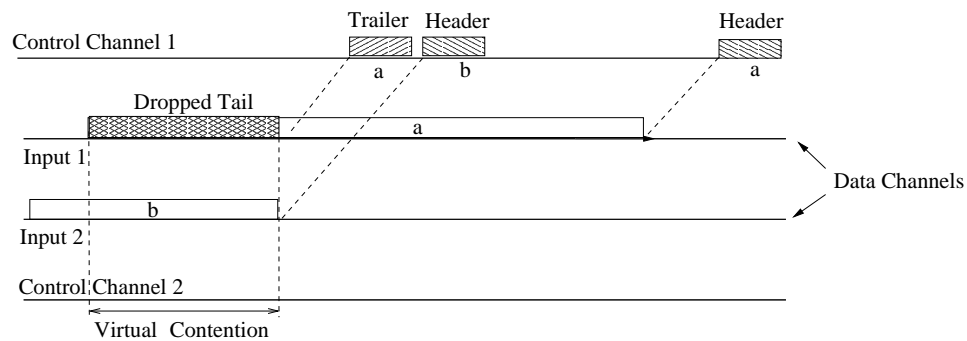 Trailer Header Header
Control Channel 1
a b a
Dropped Tail
a
Input 1
Data Channels
b
Input 2
Control Channel 2
Virtual Contention